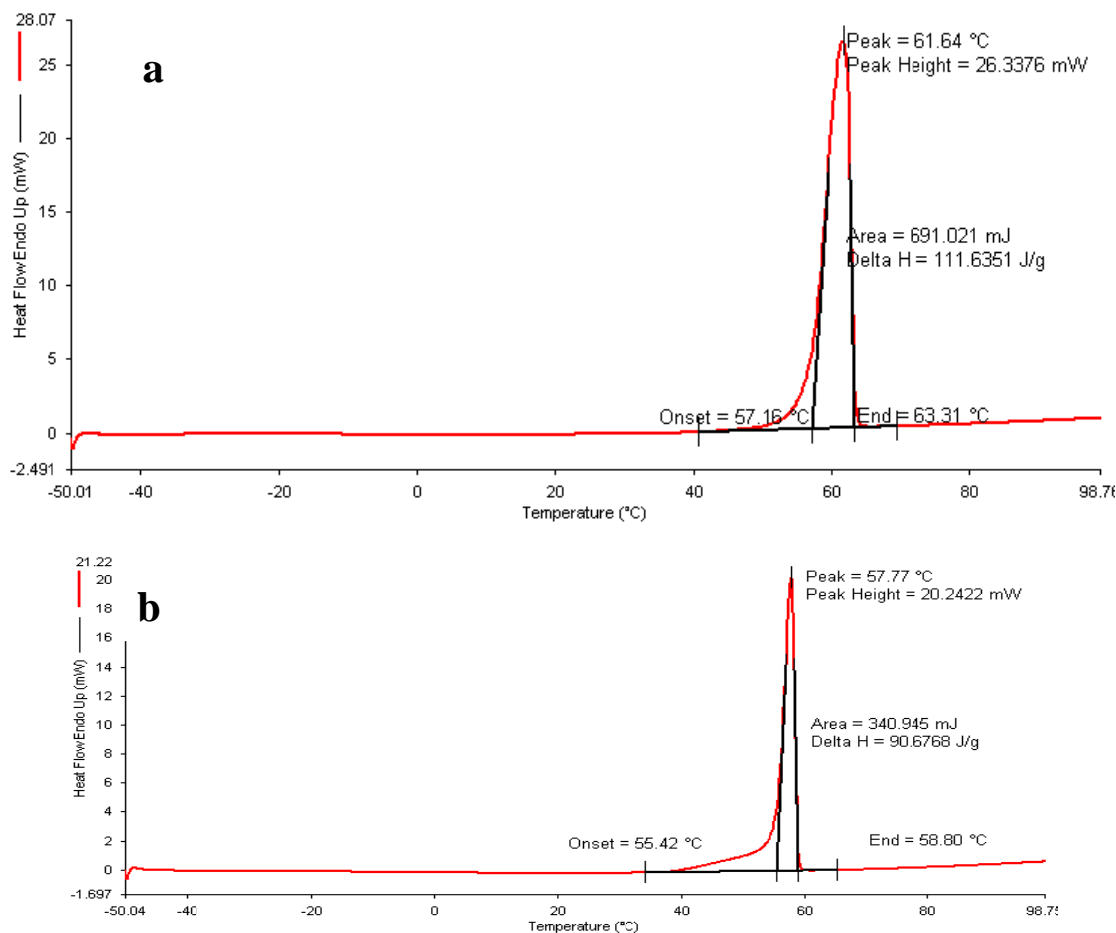 28.07
a
Peak = 61.64 °C
Peak Height = 26.3376 mW
25
20
15
10
5
0
-2.491
Heat Flow Endo Up (mW)
Area = 691.021 mJ
Delta H = 111.6351 J/g
Onset = 57.16 °C
End = 63.31 °C
-50.01
-40
-20
0
20
40
60
80
98.76
Temperature (°C)
21.22
b
Peak = 57.77 °C
Peak Height = 20.2422 mW
20
18
16
14
12
10
8
6
4
2
0
-1.697
Heat Flow Endo Up (mW)
Area = 340.945 mJ
Delta H = 90.6768 J/g
Onset = 55.42 °C
End = 58.80 °C
-50.04
-40
-20
0
20
40
60
80
98.75
Temperature (°C)